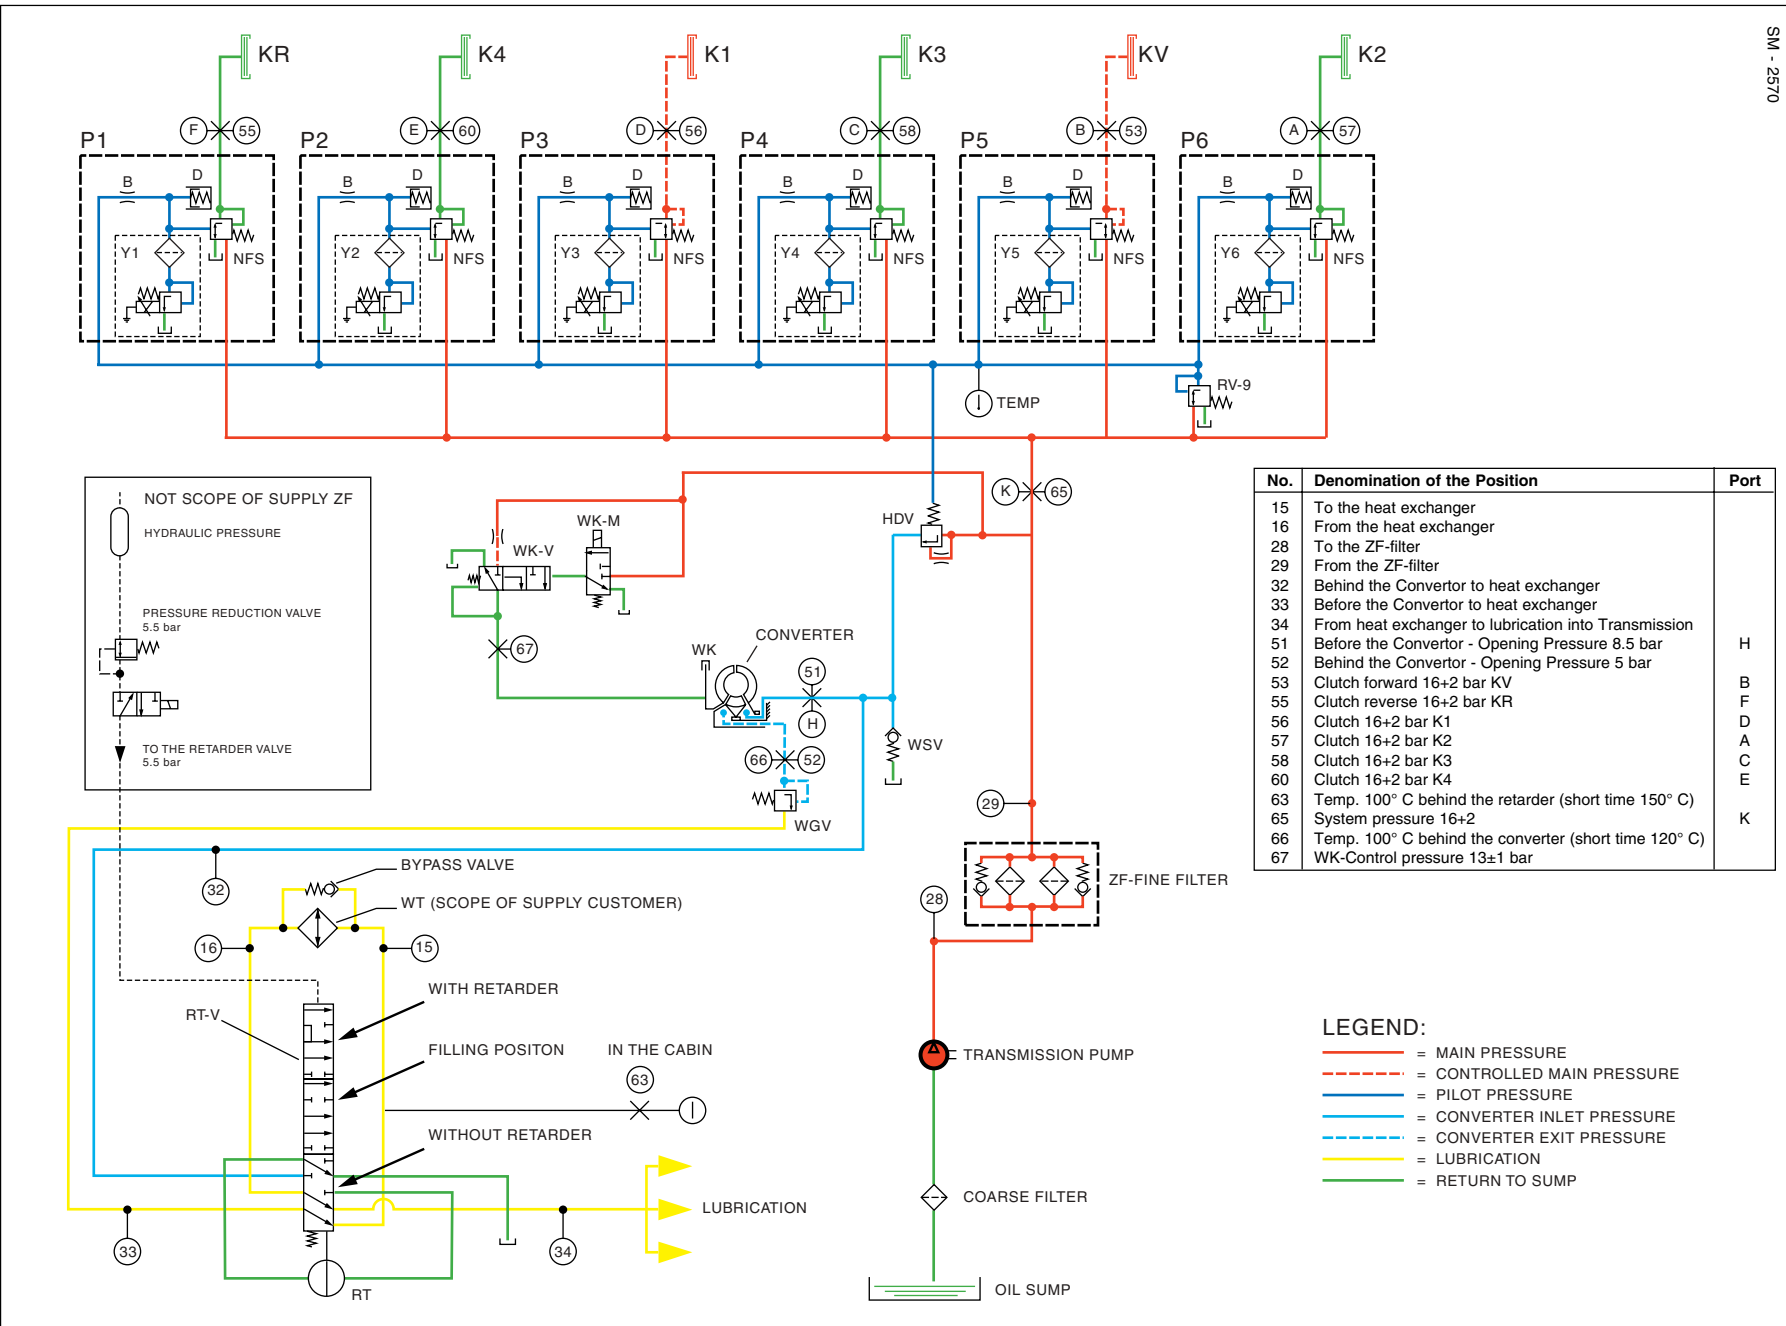 SM - 2570
KR
K4
K1
K3
KV
K2
F 55
E 60
D 56
C 58
B 53
A 57
P1
P2
P3
P4
P5
P6
B D
B D
B D
B D
B D
B D
Y1 NFS
Y2 NFS
Y3 NFS
Y4 NFS
Y5 NFS
Y6 NFS
TEMP
RV-9
NOT SCOPE OF SUPPLY ZF
HYDRAULIC PRESSURE
PRESSURE REDUCTION VALVE
5.5 bar
TO THE RETARDER VALVE
5.5 bar
K 65
HDV
WK-M
WK-V
67
WK
CONVERTER
51
H
WSV
66 52
WGV
29
ZF-FINE FILTER
28
32
BYPASS VALVE
WT (SCOPE OF SUPPLY CUSTOMER)
16
15
WITH RETARDER
RT-V
FILLING POSITON
IN THE CABIN
63
WITHOUT RETARDER
LUBRICATION
33
34
RT
TRANSMISSION PUMP
COARSE FILTER
OIL SUMP
No. Denomination of the Position Port
15 To the heat exchanger
16 From the heat exchanger
28 To the ZF-filter
29 From the ZF-filter
32 Behind the Convertor to heat exchanger
33 Before the Convertor to heat exchanger
34 From heat exchanger to lubrication into Transmission
51 Before the Convertor - Opening Pressure 8.5 bar H
52 Behind the Convertor - Opening Pressure 5 bar
53 Clutch forward 16+2 bar KV B
55 Clutch reverse 16+2 bar KR F
56 Clutch 16+2 bar K1 D
57 Clutch 16+2 bar K2 A
58 Clutch 16+2 bar K3 C
60 Clutch 16+2 bar K4 E
63 Temp. 100° C behind the retarder (short time 150° C)
65 System pressure 16+2 K
66 Temp. 100° C behind the converter (short time 120° C)
67 WK-Control pressure 13±1 bar
LEGEND:
= MAIN PRESSURE
= CONTROLLED MAIN PRESSURE
= PILOT PRESSURE
= CONVERTER INLET PRESSURE
= CONVERTER EXIT PRESSURE
= LUBRICATION
= RETURN TO SUMP